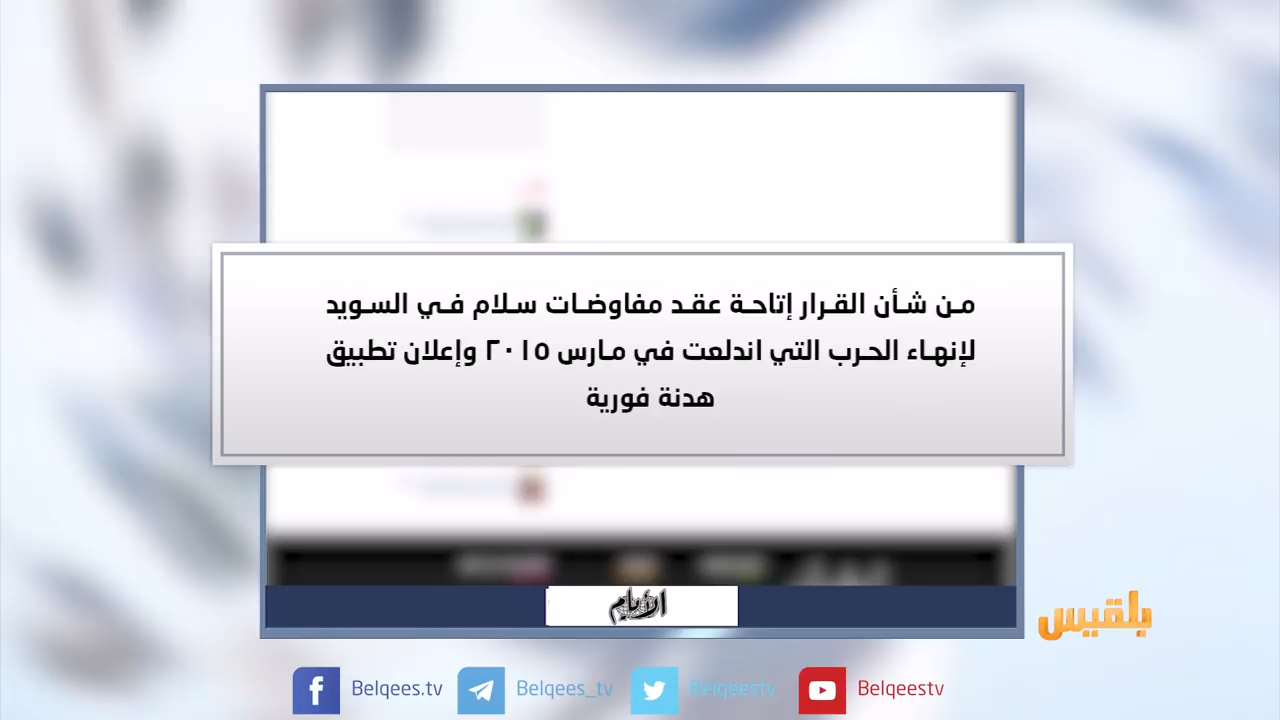 من شأن القرار إتاحة عقد مفاوضات سلام في السويد
لإنهاء الحرب التي اندلعت في مارس ٢٠١٥ وإعلان تطبيق
هدنة فورية
الأيام
بلقيس
Belqees.tv
Belqees_tv
Belqeestv
Belqeestv